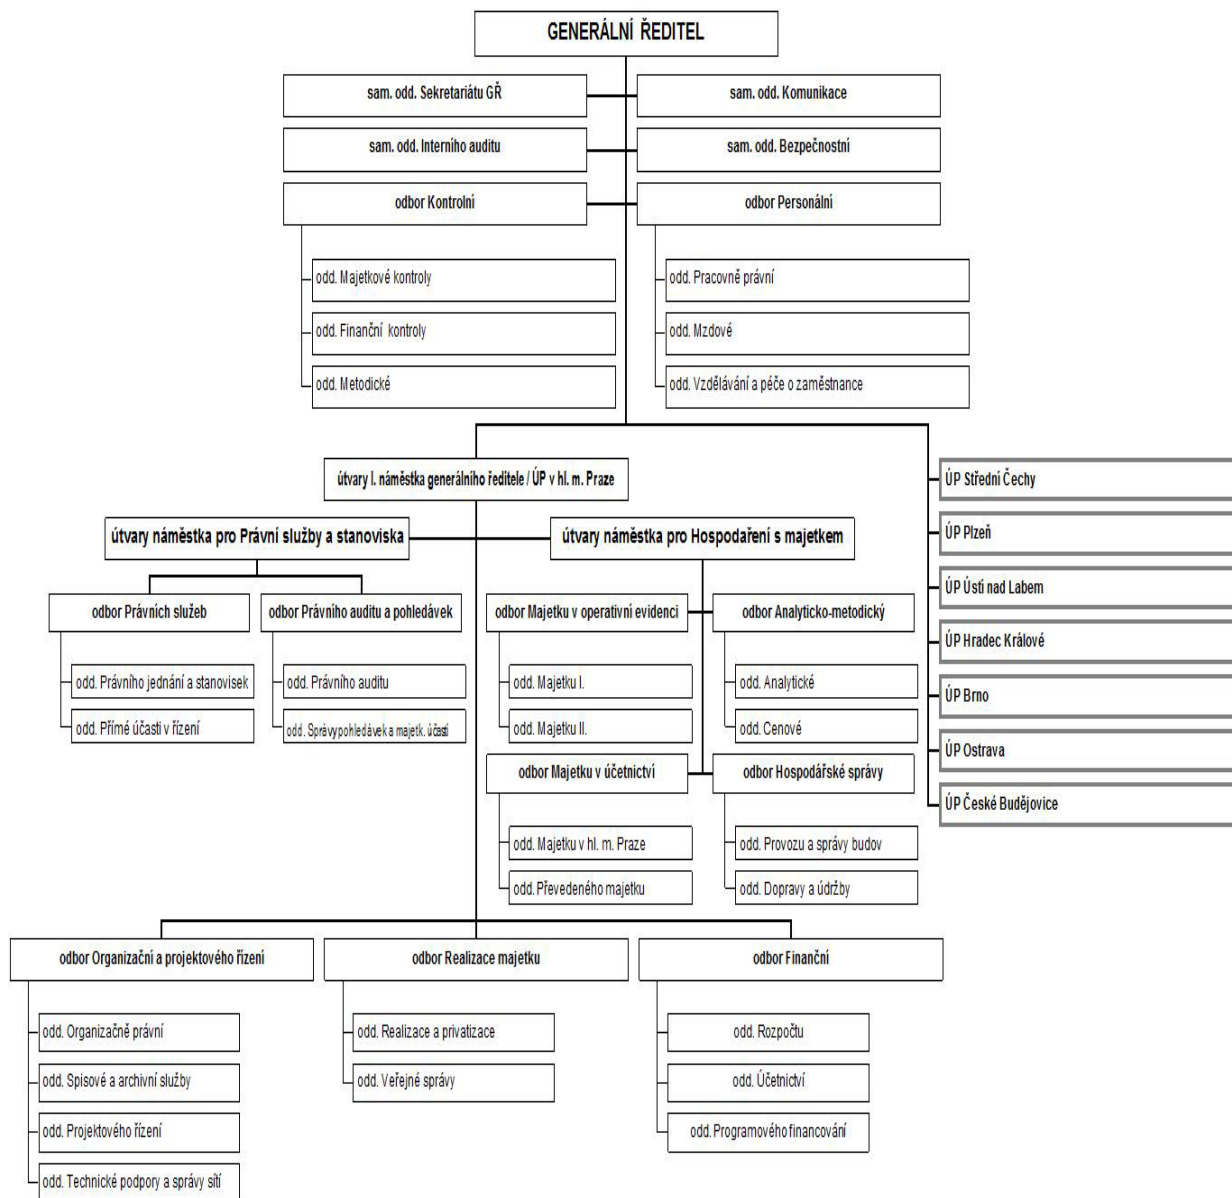 GENERÁLNÍ ŘEDITEL
sam. odd. Sekretariátu GŘ
sam. odd. Komunikace
sam. odd. Interního auditu
sam. odd. Bezpečnostní
odbor Kontrolní
odbor Personální
odd. Majetkové kontroly
odd. Finanční kontroly
odd. Metodické
odd. Pracovně právní
odd. Mzdové
odd. Vzdělávání a péče o zaměstnance
útvary I. náměstka generálního ředitele / ÚP v hl. m. Praze
útvary náměstka pro Právní služby a stanoviska
útvary náměstka pro Hospodaření s majetkem
odbor Právních služeb
odd. Právního jednání a stanovisek
odd. Přímé účasti v řízení
odbor Právního auditu a pohledávek
odd. Právního auditu
odd. Správy pohledávek a majetk. účastí
odbor Majetku v operativní evidenci
odd. Majetku I.
odd. Majetku II.
odbor Analyticko-metodický
odd. Analytické
odd. Cenové
odbor Majetku v účetnictví
odd. Majetku v hl. m. Praze
odd. Převedeného majetku
odbor Hospodářské správy
odd. Provozu a správy budov
odd. Dopravy a údržby
ÚP Střední Čechy
ÚP Plzeň
ÚP Ústí nad Labem
ÚP Hradec Králové
ÚP Brno
ÚP Ostrava
ÚP České Budějovice
odbor Organizační a projektového řízení
odd. Organizačně právní
odd. Spisové a archivní služby
odd. Projektového řízení
odd. Technické podpory a správy sítí
odbor Realizace majetku
odd. Realizace a privatizace
odd. Veřejné správy
odbor Finanční
odd. Rozpočtu
odd. Účetnictví
odd. Programového financování